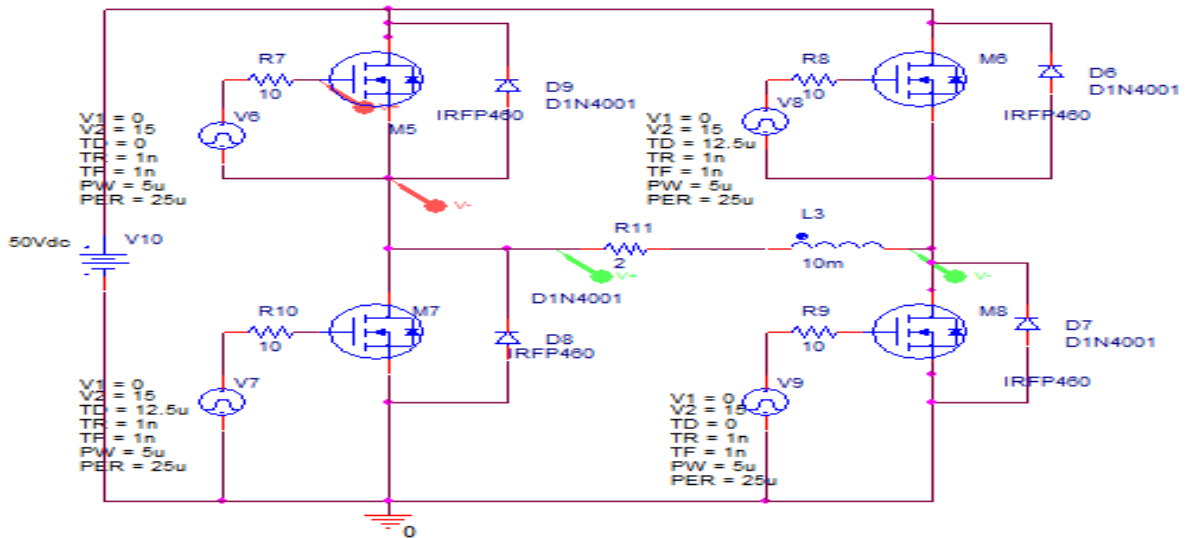 R7
10
V6
V1 = 0
V2 = 15
TD = 0
TR = 1n
TF = 1n
PW = 5u
PER = 25u
M5
D9
D1N4001
IRFP460
R8
10
V8
V1 = 0
V2 = 15
TD = 12.5u
TR = 1n
TF = 1n
PW = 5u
PER = 25u
M6
D6
D1N4001
IRFP460
V-
50Vdc
V10
R11
2
V+
L3
10m
V-
R10
10
V7
V1 = 0
V2 = 15
TD = 12.5u
TR = 1n
TF = 1n
PW = 5u
PER = 25u
M7
D1N4001
D8
IRFP460
R9
10
V9
V1 = 0
V2 = 15
TD = 0
TR = 1n
TF = 1n
PW = 5u
PER = 25u
M8
D7
D1N4001
IRFP460
0